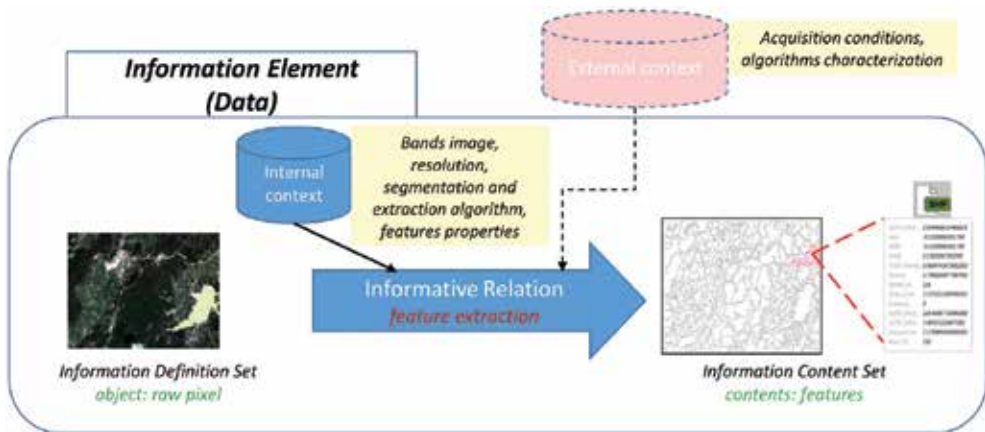 Information Element
(Data)
External context
Acquisition conditions,
algorithms characterization
Internal
context
Bands image,
resolution,
segmentation and
extraction algorithm,
features properties
Informative Relation
feature extraction
Information Definition Set
object: raw pixel
Information Content Set
contents: features